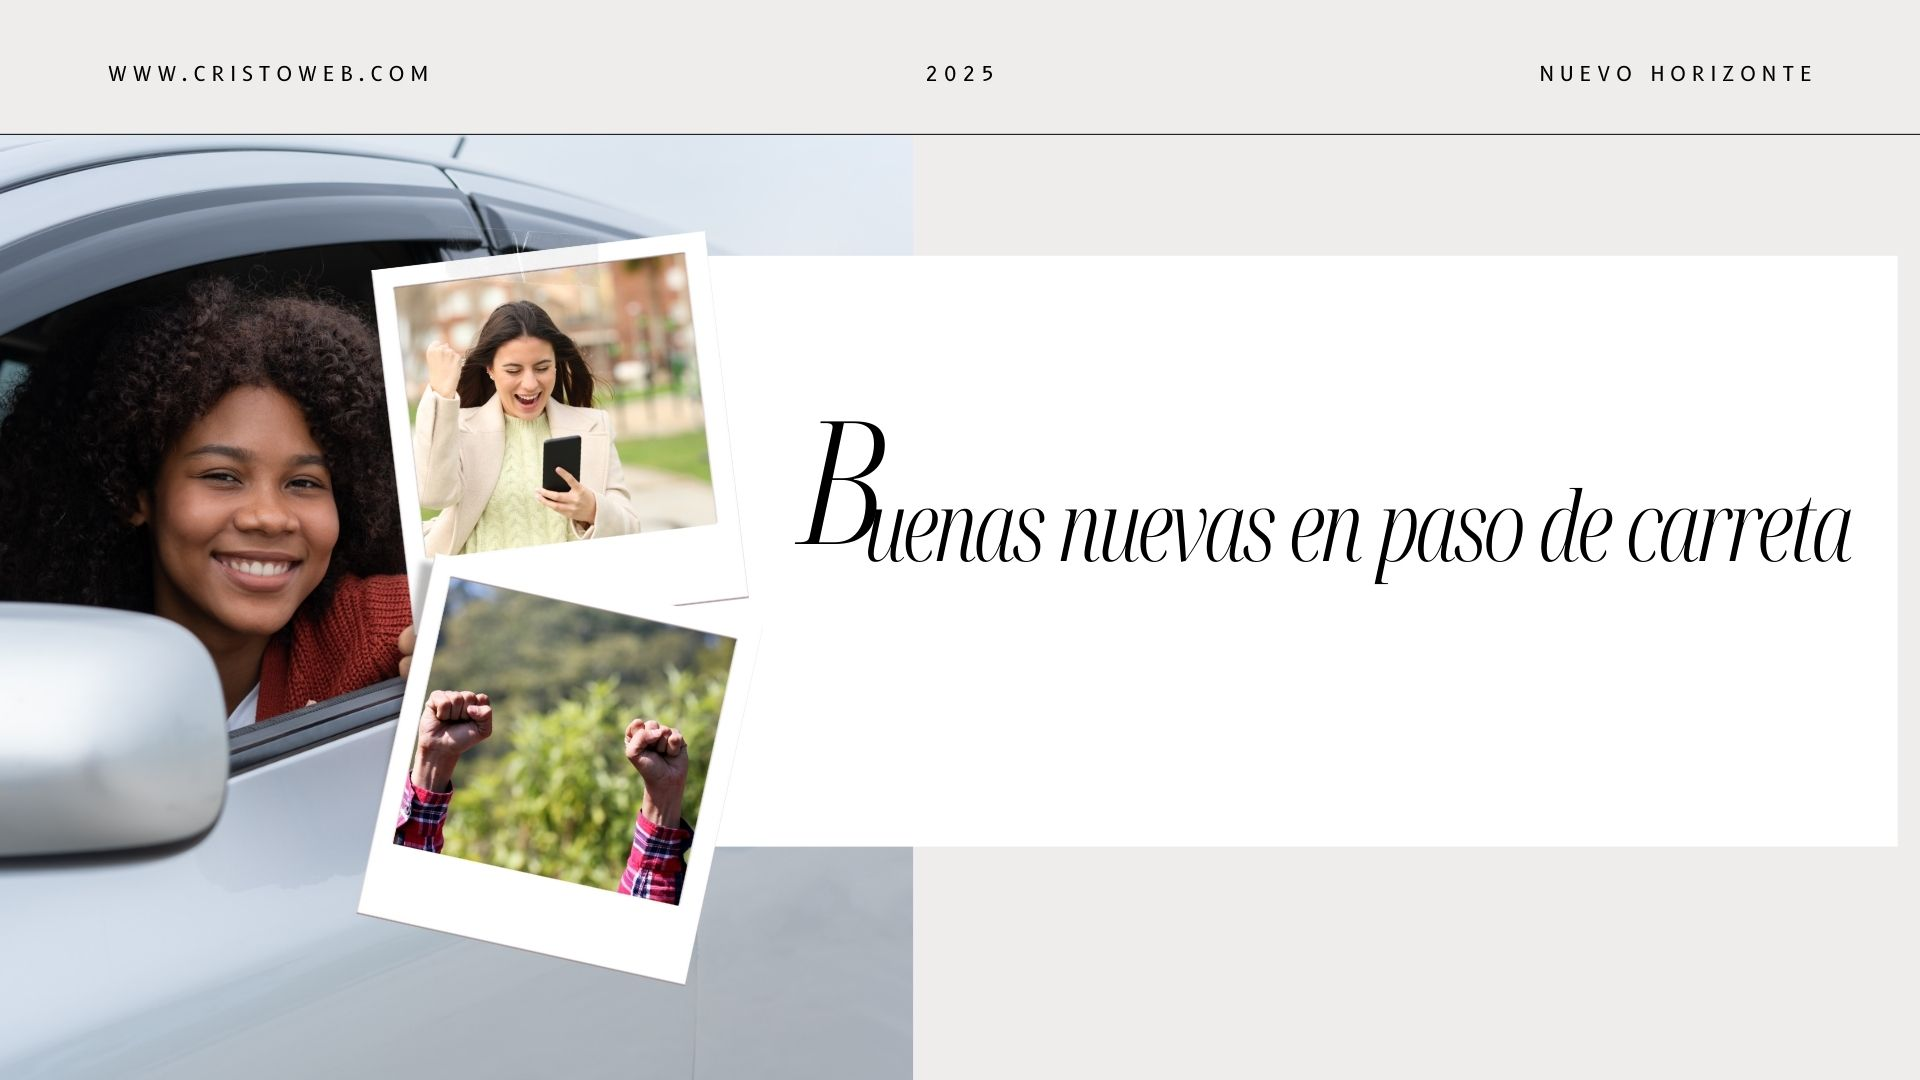 WWW.CRISTOWEB.COM
2025
NUEVO HORIZONTE
Buenas nuevas en paso de carreta